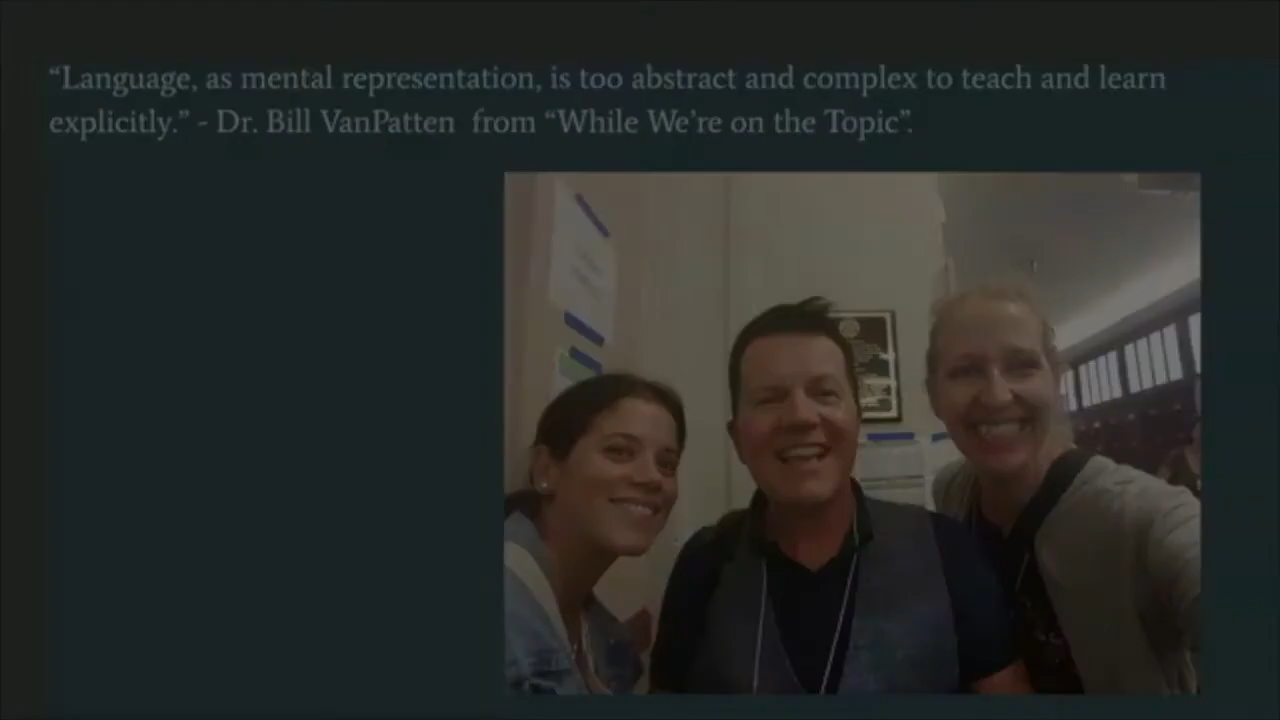 “Language, as mental representation, is too abstract and complex to teach and learn
explicitly.” - Dr. Bill VanPatten  from “While We’re on the Topic”.